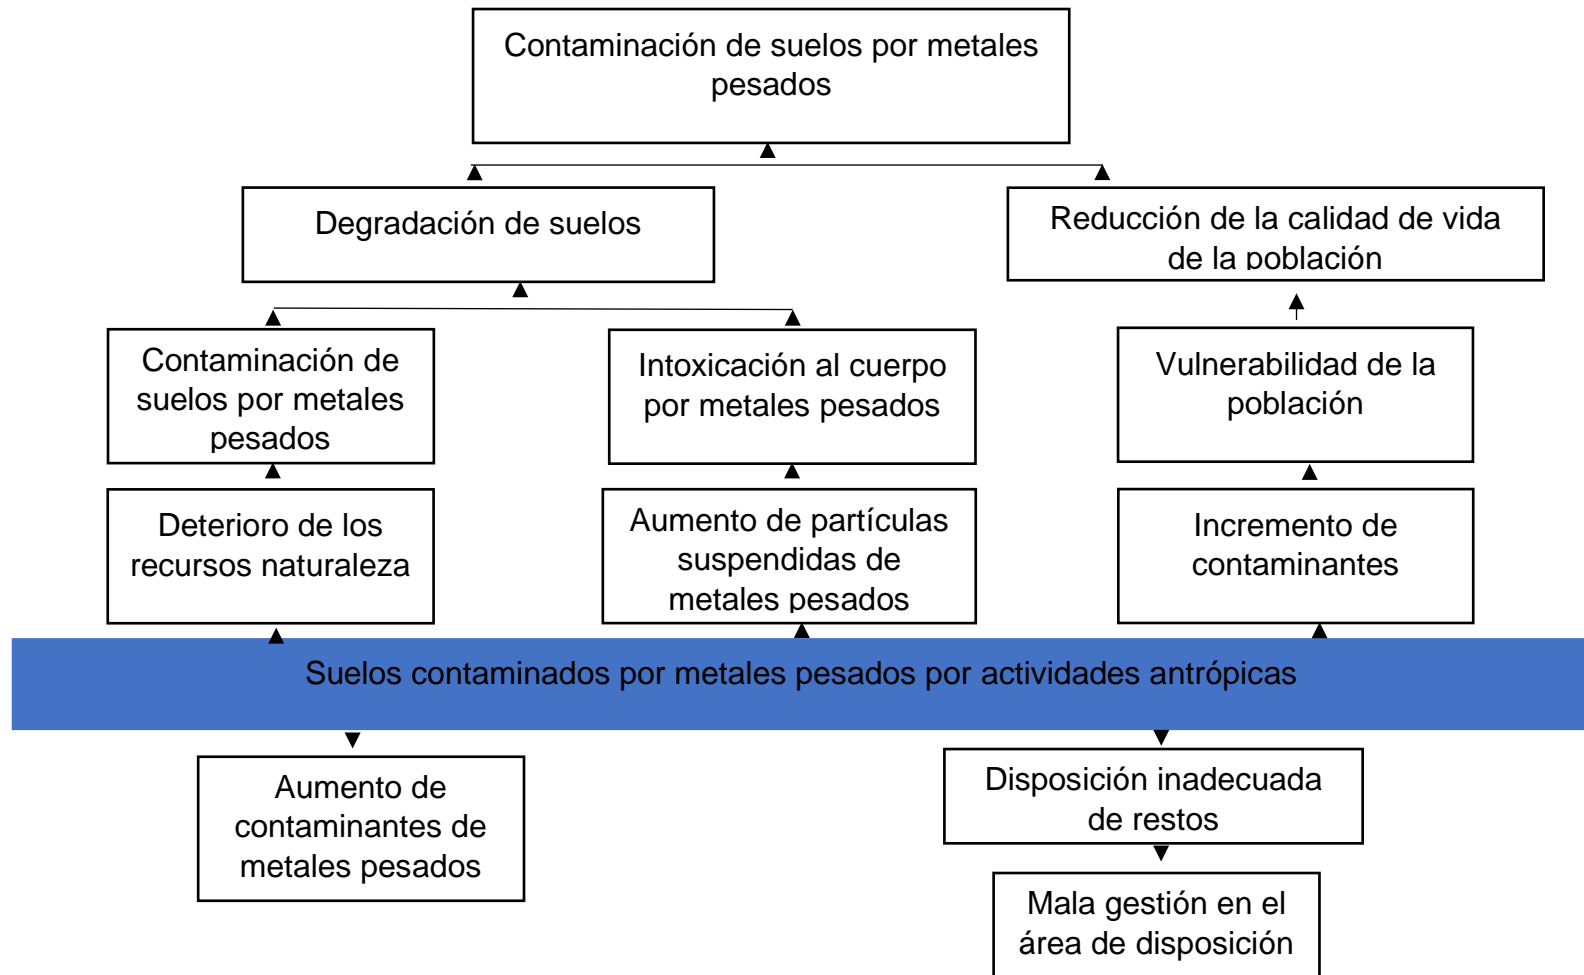 Contaminación de suelos por metales
pesados
Degradación de suelos
Reducción de la calidad de vida
de la población
Contaminación de
suelos por metales
pesados
Intoxicación al cuerpo
por metales pesados
Vulnerabilidad de la
población
Deterioro de los
recursos naturaleza
Aumento de partículas
suspendidas de
metales pesados
Incremento de
contaminantes
Suelos contaminados por metales pesados por actividades antrópicas
Aumento de
contaminantes de
metales pesados
Disposición inadecuada
de restos
Mala gestión en el
área de disposición